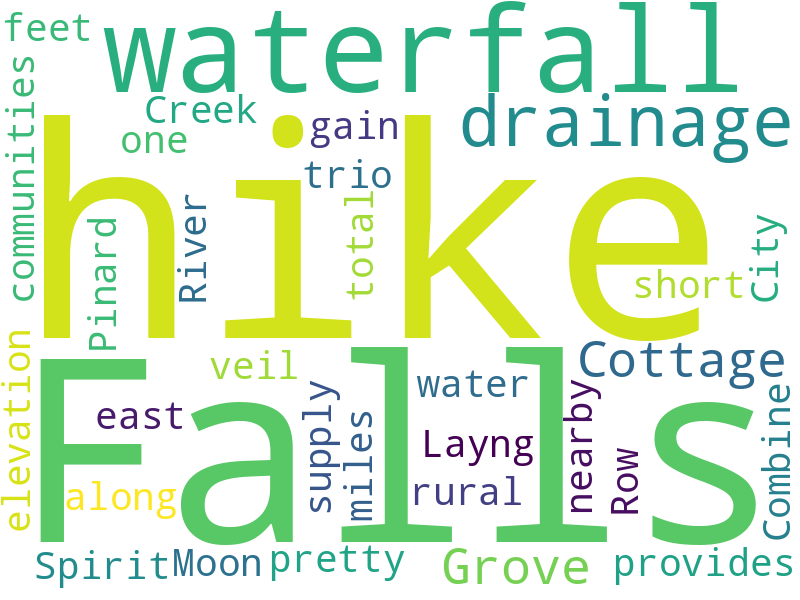 feet
waterfall
communities
Creek
one
gain
drainage
trio
hike
Pinard
River
total
short
City
elevation
veil
water
Cottage
Falls
east
supply
miles
Layng
nearby
Row
Combine
along
rural
Spirit
Moon
pretty
Grove
provides